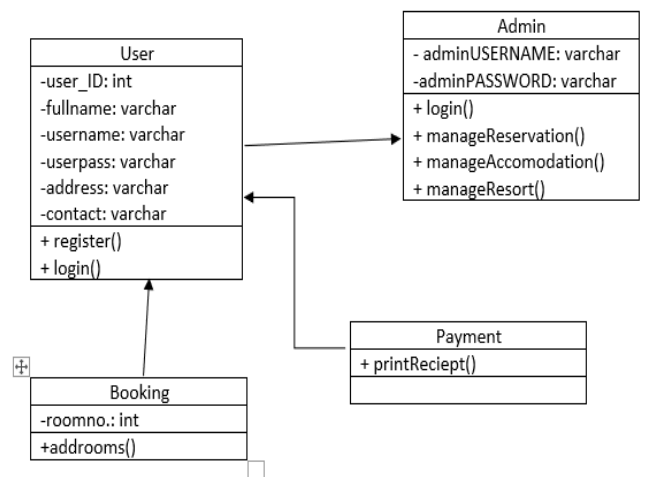 User
-user_ID: int
-fullname: varchar
-username: varchar
-userpass: varchar
-address: varchar
-contact: varchar
+ register()
+ login()
Admin
- adminUSERNAME: varchar
-adminPASSWORD: varchar
+ login()
+ manageReservation()
+ manageAccomodation()
+ manageResort()
Payment
+ printReciept()
Booking
-roomno.: int
+addrooms()